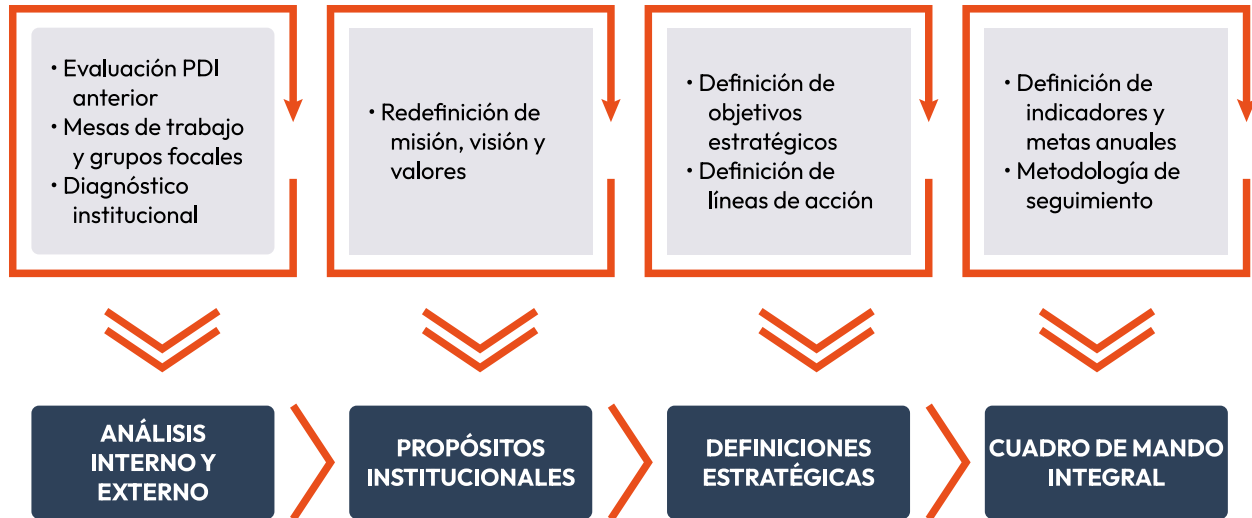 • Evaluación PDI
anterior
• Mesas de trabajo
y grupos focales
• Diagnóstico
institucional
• Redefinición de
misión, visión y
valores
• Definición de
objetivos
estratégicos
• Definición de
líneas de acción
• Definición de
indicadores y
metas anuales
• Metodología de
seguimiento
ANÁLISIS
INTERNO Y
EXTERNO
PROPÓSITOS
INSTITUCIONALES
DEFINICIONES
ESTRATÉGICAS
CUADRO DE MANDO
INTEGRAL